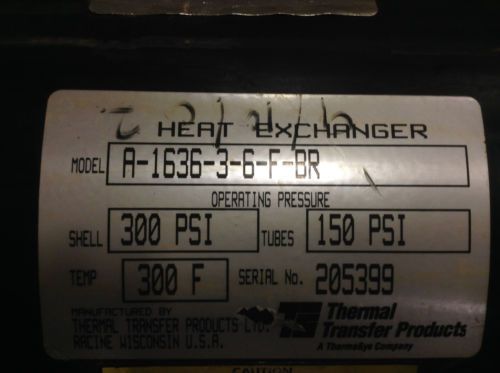 HEAT EXCHANGER
MODEL A-1636-3-6-F-BR
OPERATING PRESSURE
SHELL 300 PSI TUBES 150 PSI
TEMP 300 F SERIAL No. 205399
MANUFACTURED BY
THERMAL TRANSFER PRODUCTS LTD.
RACINE WISCONSIN U.S.A.
Thermal
Transfer Products
A ThermaSys Company
CAUTION